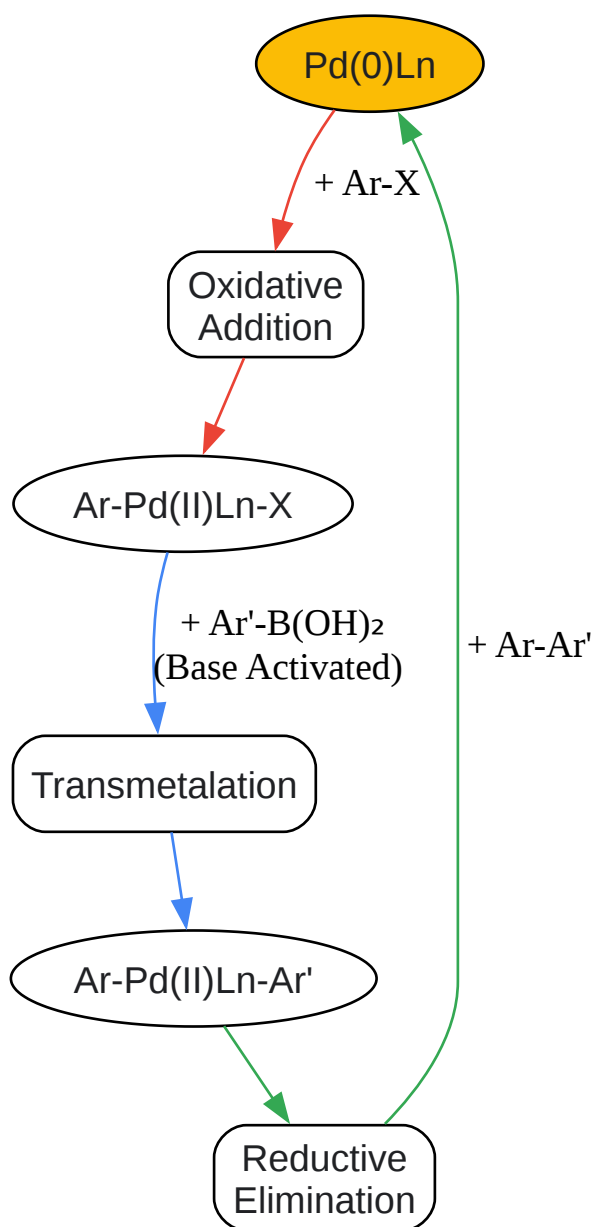 Pd(0)Ln
+ Ar-X
Oxidative
Addition
Ar-Pd(II)Ln-X
+ Ar'-B(OH)₂
(Base Activated)
+ Ar-Ar'
Transmetalation
Ar-Pd(II)Ln-Ar'
Reductive
Elimination